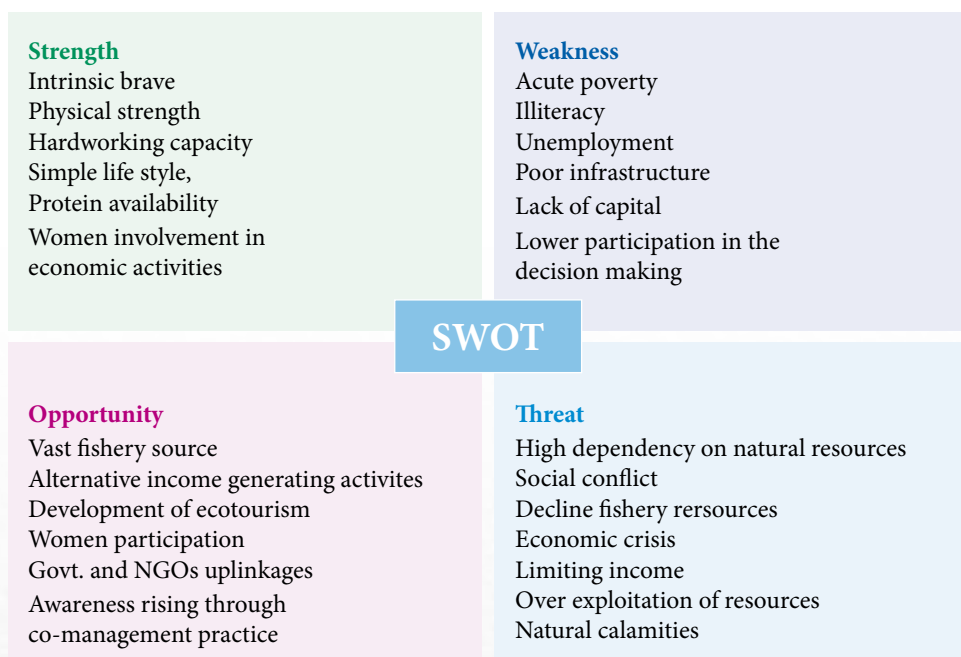 Strength
Intrinsic brave
Physical strength
Hardworking capacity
Simple life style,
Protein availability
Women involvement in
economic activities
Weakness
Acute poverty
Illiteracy
Unemployment
Poor infrastructure
Lack of capital
Lower participation in the
decision making
SWOT
Opportunity
Vast fishery source
Alternative income generating activites
Development of ecotourism
Women participation
Govt. and NGOs uplinkages
Awareness rising through
co-management practice
Threat
High dependency on natural resources
Social conflict
Decline fishery rersources
Economic crisis
Limiting income
Over exploitation of resources
Natural calamities